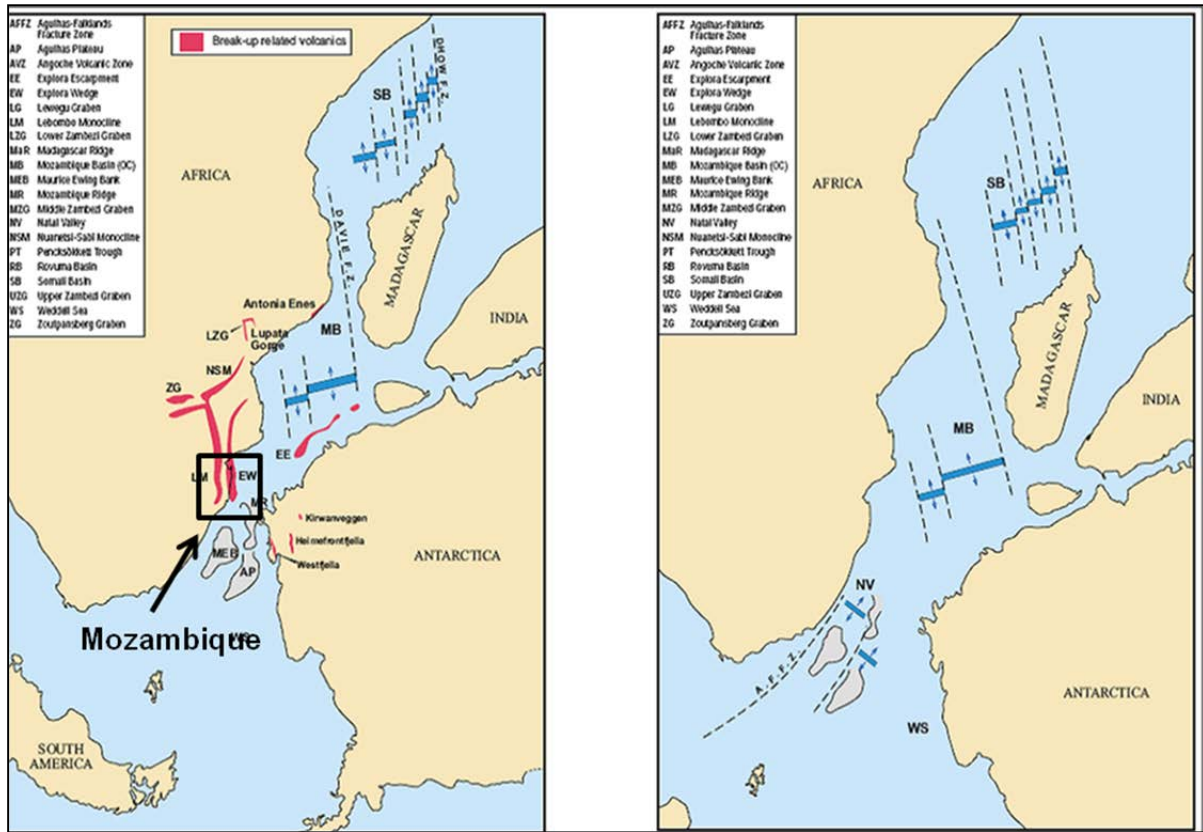 AFFZ Agulhas-Falklands
Fracture Zone
AP Agulhas Plateau
AVZ Angoche Volcanic Zone
EE Explora Escarpment
EW Explora Wedge
LG Lewegu Graben
LM Lebombo Monocline
LZG Lower Zambezi Graben
MaR Madagascar Ridge
MB Mozambique Basin (OC)
MEB Maurice Ewing Bank
MR Mozambique Ridge
MZG Middle Zambezi Graben
NV Natal Valley
NSM Nuanetsi-Sabi Monocline
PT Pencksökkett Trough
RB Rovuma Basin
SB Somali Basin
UZG Upper Zambezi Graben
WS Weddell Sea
ZG Zoutpansberg Graben
Break-up related volcanics
DHOW F.Z.
SB
AFRICA
DAVIE F.Z.
MADAGASCAR
Antonia Enes
MB
INDIA
LZG
Lupata
Gorge
NSM
ZG
EE
LM
EW
MR
Kirwanveggen
Heimefrontfjella
MEB
AP
Westfjella
ANTARCTICA
Mozambique
WS
SOUTH
AMERICA
AFFZ Agulhas-Falklands
Fracture Zone
AP Agulhas Plateau
AVZ Angoche Volcanic Zone
EE Explora Escarpment
EW Explora Wedge
LG Lewegu Graben
LM Lebombo Monocline
LZG Lower Zambezi Graben
MaR Madagascar Ridge
MB Mozambique Basin (OC)
MEB Maurice Ewing Bank
MR Mozambique Ridge
MZG Middle Zambezi Graben
NV Natal Valley
NSM Nuanetsi-Sabi Monocline
PT Pencksökkett Trough
RB Rovuma Basin
SB Somali Basin
UZG Upper Zambezi Graben
WS Weddell Sea
ZG Zoutpansberg Graben
SB
AFRICA
MADAGASCAR
INDIA
MB
NV
A.F.F.Z.
ANTARCTICA
WS